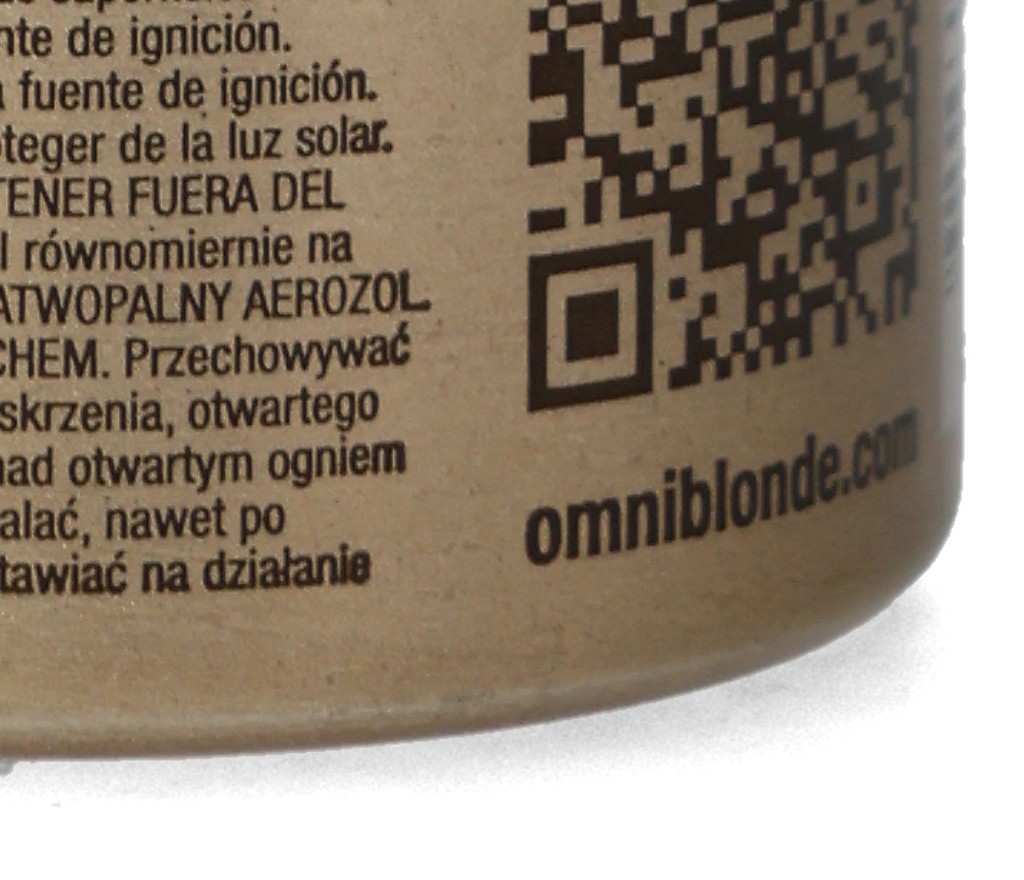 nte de ignición.
fuente de ignición.
teger de la luz solar.
TENER FUERA DEL
l równomiernie na
ATWOPALNY AEROZOL.
CHEM. Przechowywać
skrzenia, otwartego
nad otwartym ogniem
alać, nawet po
tawiać na działanie
omniblonde.com